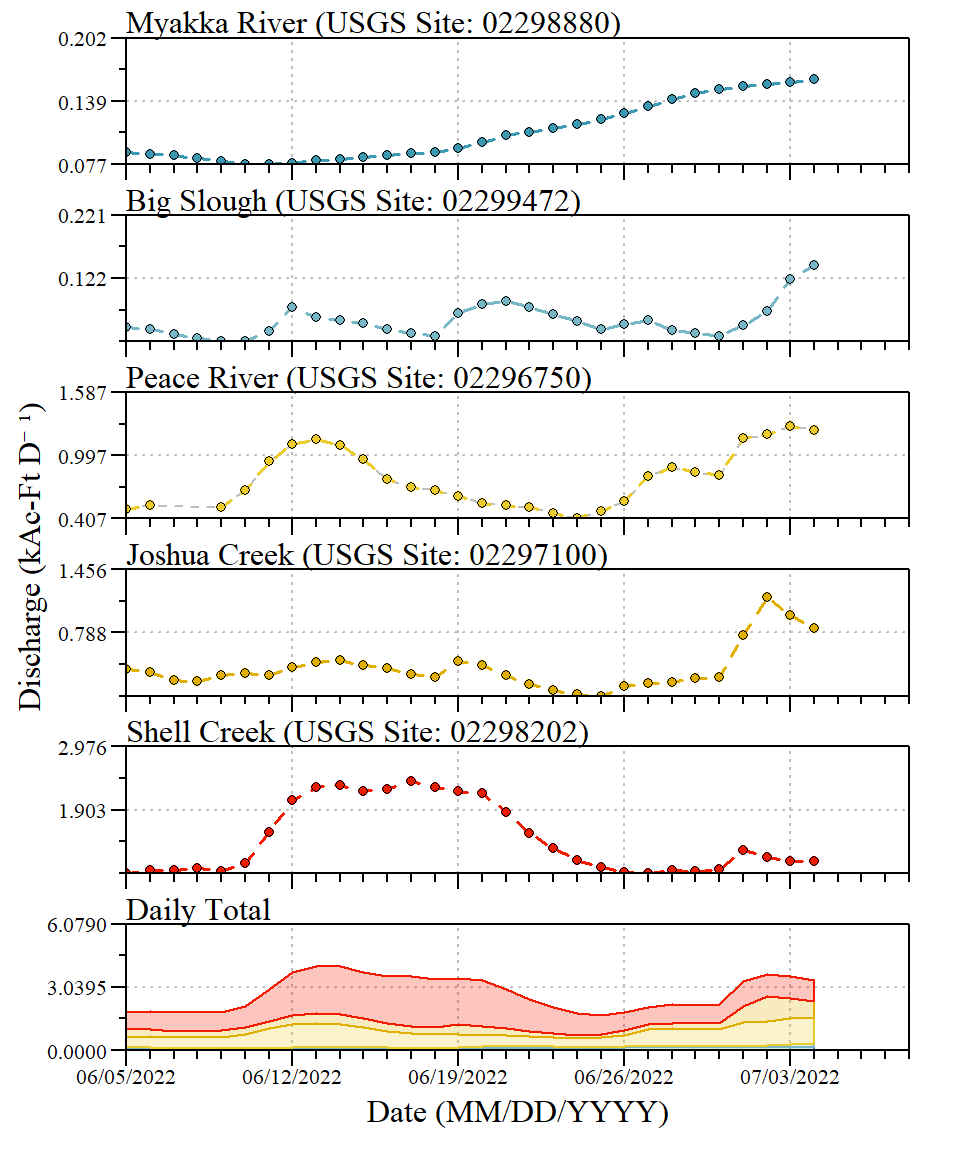 Myakka River (USGS Site: 02298880)
0.202
0.139
0.077
Big Slough (USGS Site: 02299472)
0.221
0.122
Peace River (USGS Site: 02296750)
1.587
0.997
0.407
Joshua Creek (USGS Site: 02297100)
1.456
0.788
Shell Creek (USGS Site: 02298202)
2.976
1.903
Daily Total
6.0790
3.0395
0.0000
06/05/2022 06/12/2022 06/19/2022 06/26/2022 07/03/2022
Date (MM/DD/YYYY)
Discharge (kAc-Ft D⁻¹)